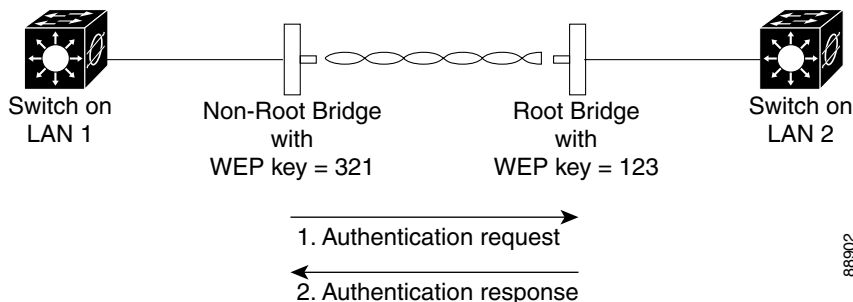 Switch on
LAN 1
Non-Root Bridge
with
WEP key = 321
Root Bridge
with
WEP key = 123
Switch on
LAN 2
1. Authentication request
2. Authentication response
88902